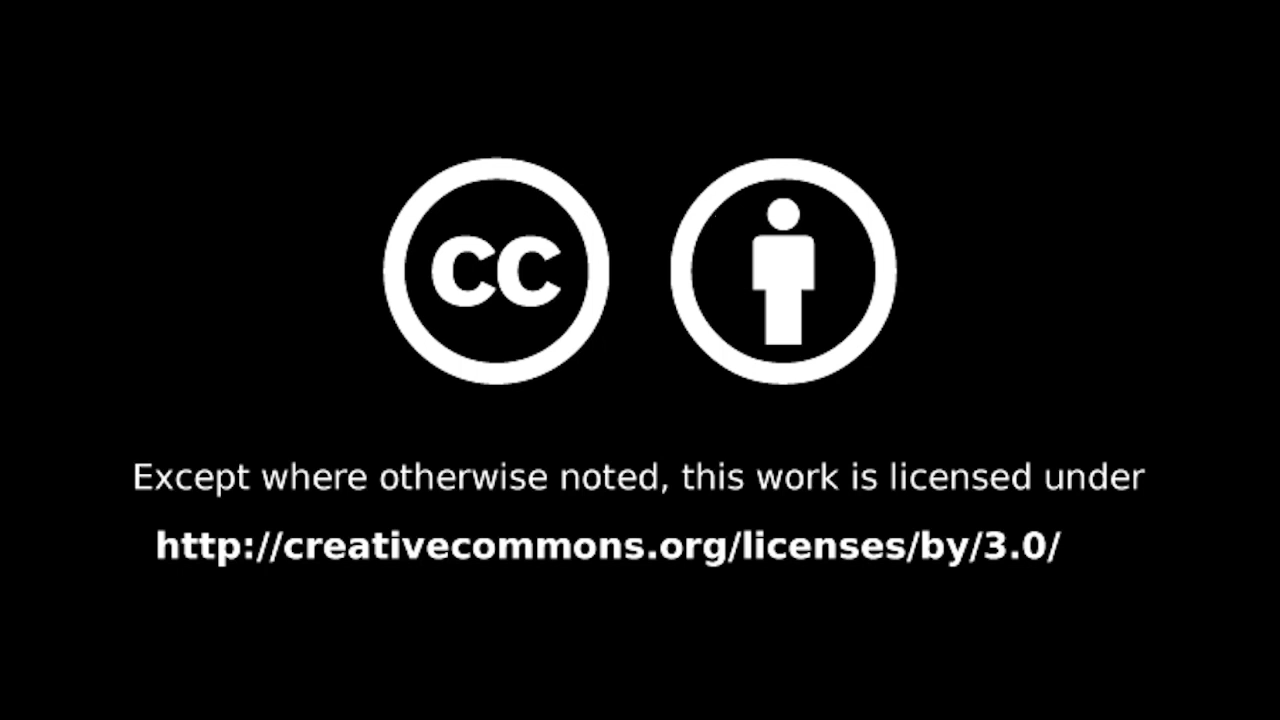 cc
Except where otherwise noted, this work is licensed under
http://creativecommons.org/licenses/by/3.0/